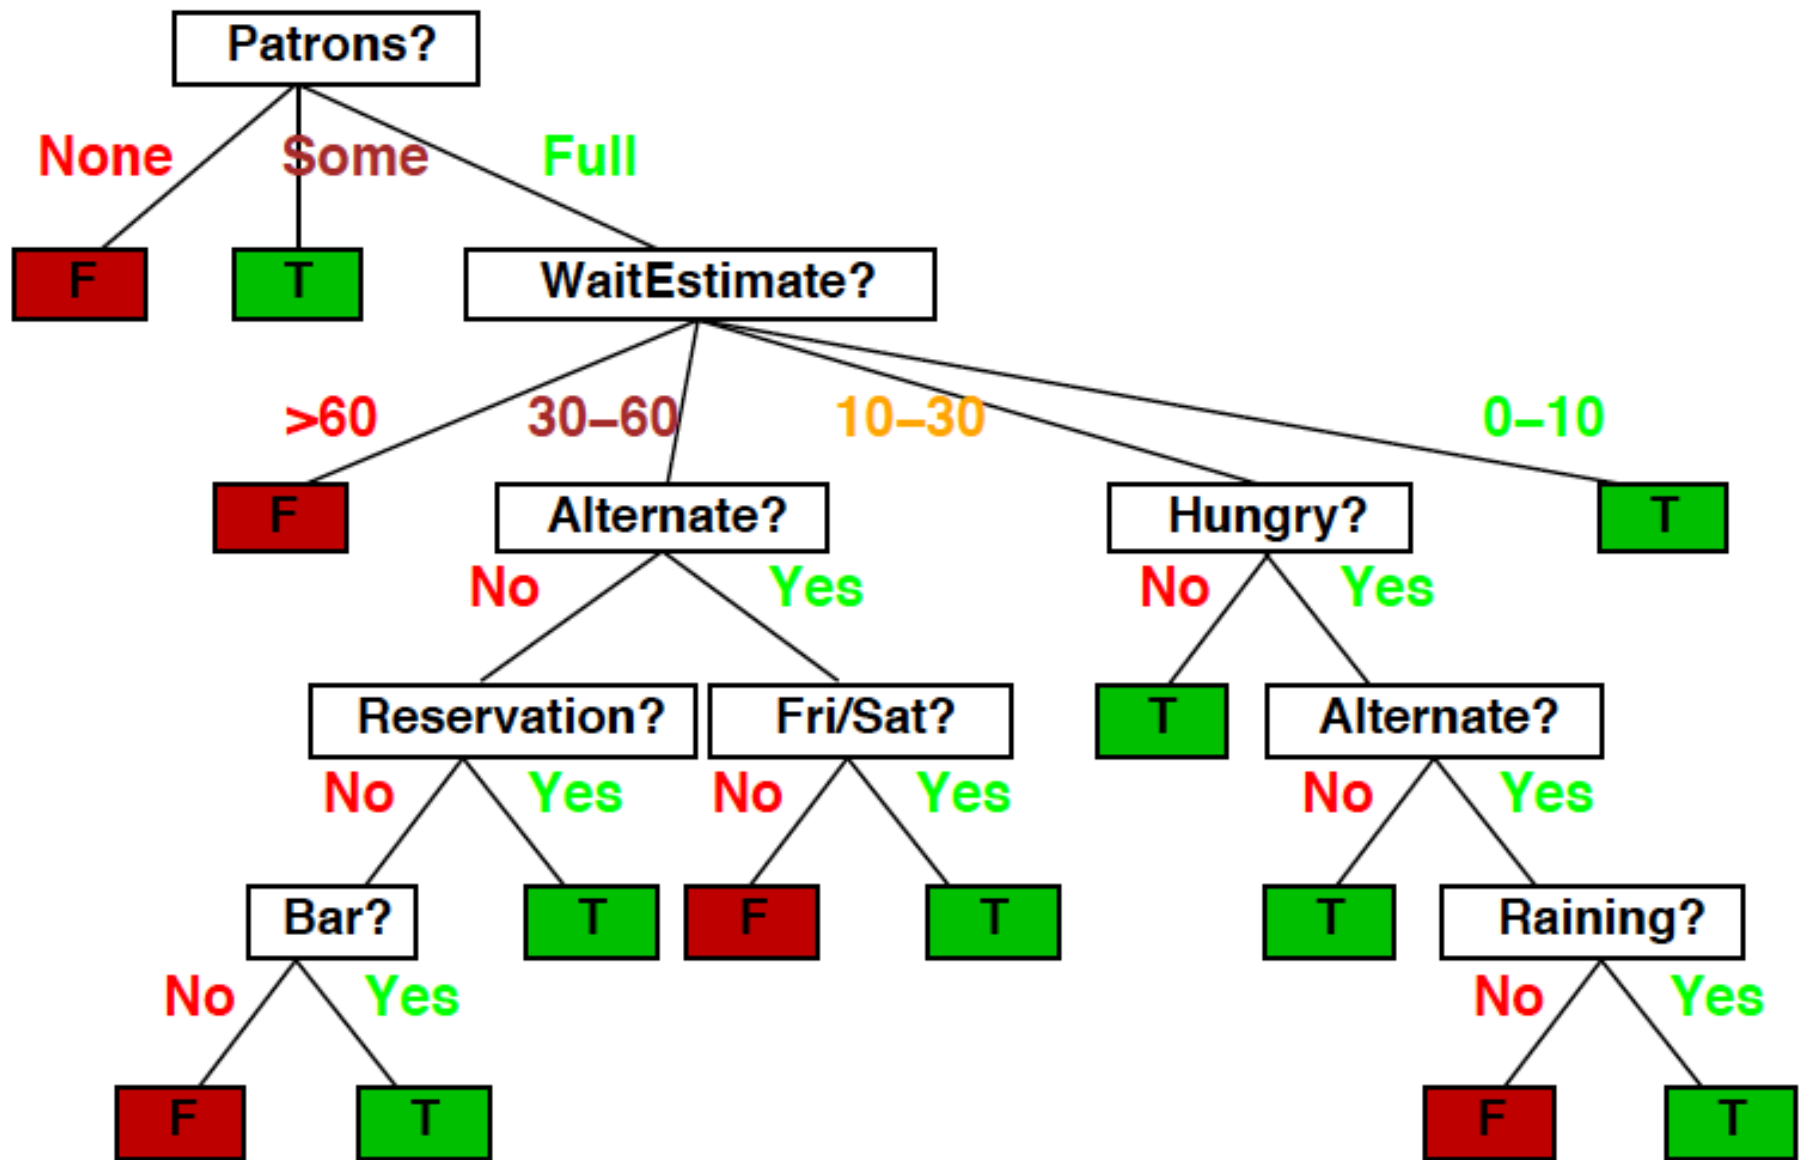 Patrons?
None Some Full
F T WaitEstimate?
>60 30–60 10–30 0–10
F Alternate? Hungry? T
No Yes No Yes
Reservation? Fri/Sat? T Alternate?
No Yes No Yes No Yes
Bar? T F T T Raining?
No Yes No Yes
F T F T